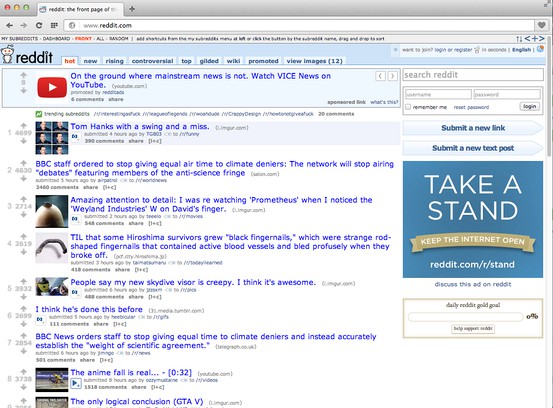 reddit: the front page of th
www.reddit.com
MY SUBREDDITS - DASHBOARD - FRONT - ALL - RANDOM | add shortcuts from the my subreddits menu at left or click the button by the subreddit name, drag and drop to sort
reddit hot new rising controversial top gilded wiki promoted view images (12)
want to join? login or register in seconds | English |
On the ground where mainstream news is not. Watch VICE News on
YouTube. (youtube.com)
promoted by redditads
6 comments share
sponsored link what's this?
trending subreddits /r/interestingasfuck /r/leagueoflegends /r/woahdude /r/CrappyDesign /r/howtonotgiveafuck 20 comments
1 4699 Tom Hanks with a swing and a miss. (i.imgur.com)
submitted 4 hours ago by TG803 to /r/funny
390 comments share [l+c]
2 4630 BBC staff ordered to stop giving equal air time to climate deniers: The network will stop airing
"debates" featuring members of the anti-science fringe (salon.com)
submitted 5 hours ago by airpatrol to /r/worldnews
3460 comments share [l+c]
3 2714 Amazing attention to detail: I was re watching 'Prometheus' when I noticed the
'Weyland Industries' W on David's finger. (i.imgur.com)
submitted 2 hours ago by to /r/movies
548 comments share [l+c]
4 2619 TIL that some Hiroshima survivors grew "black fingernails," which were strange rod-
shaped fingernails that contained active blood vessels and bled profusely when they
broke off. (pcf.city.hiroshima.jp)
submitted 3 hours ago by taimatsumaru to /r/todayilearned
418 comments share [l+c]
5 3932 People say my new skydive visor is creepy. I think it's awesome. (i.imgur.com)
submitted 6 hours ago by to /r/pics
488 comments share [l+c]
6 2699 I think he's done this before (31.media.tumblr.com)
submitted 4 hours ago by heebicular to /r/gifs
111 comments share [l+c]
7 2854 BBC News orders staff to stop giving equal time to climate deniers and instead accurately
establish the "weight of scientific agreement." (telegraph.co.uk)
submitted 6 hours ago by jimrigo to /r/news
501 comments share [l+c]
8 3738 The anime fall is real... - [0:32] (youtube.com)
submitted 8 hours ago by ozzymustaine to /r/videos
1518 comments share [l+c]
The only logical conclusion (GTA V) (i.imgur.com)
search reddit
username password
remember me reset password login
Submit a new link
Submit a new text post
TAKE A
STAND
KEEP THE INTERNET OPEN
reddit.com/r/stand
discuss this ad on reddit
daily reddit gold goal
0%
help support reddit